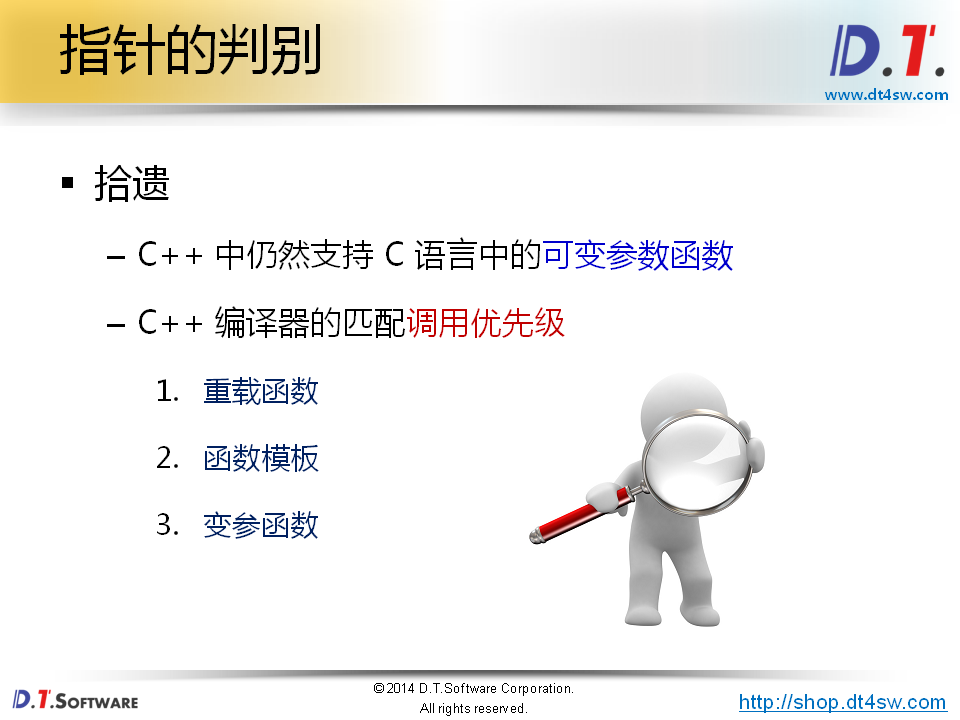 指针的判别
D.T.
www.dt4sw.com
▪ 拾遗
– C++ 中仍然支持 C 语言中的可变参数函数
– C++ 编译器的匹配调用优先级
1. 重载函数
2. 函数模板
3. 变参函数
D.T.SOFTWARE
©2014 D.T.Software Corporation.
All rights reserved.
http://shop.dt4sw.com